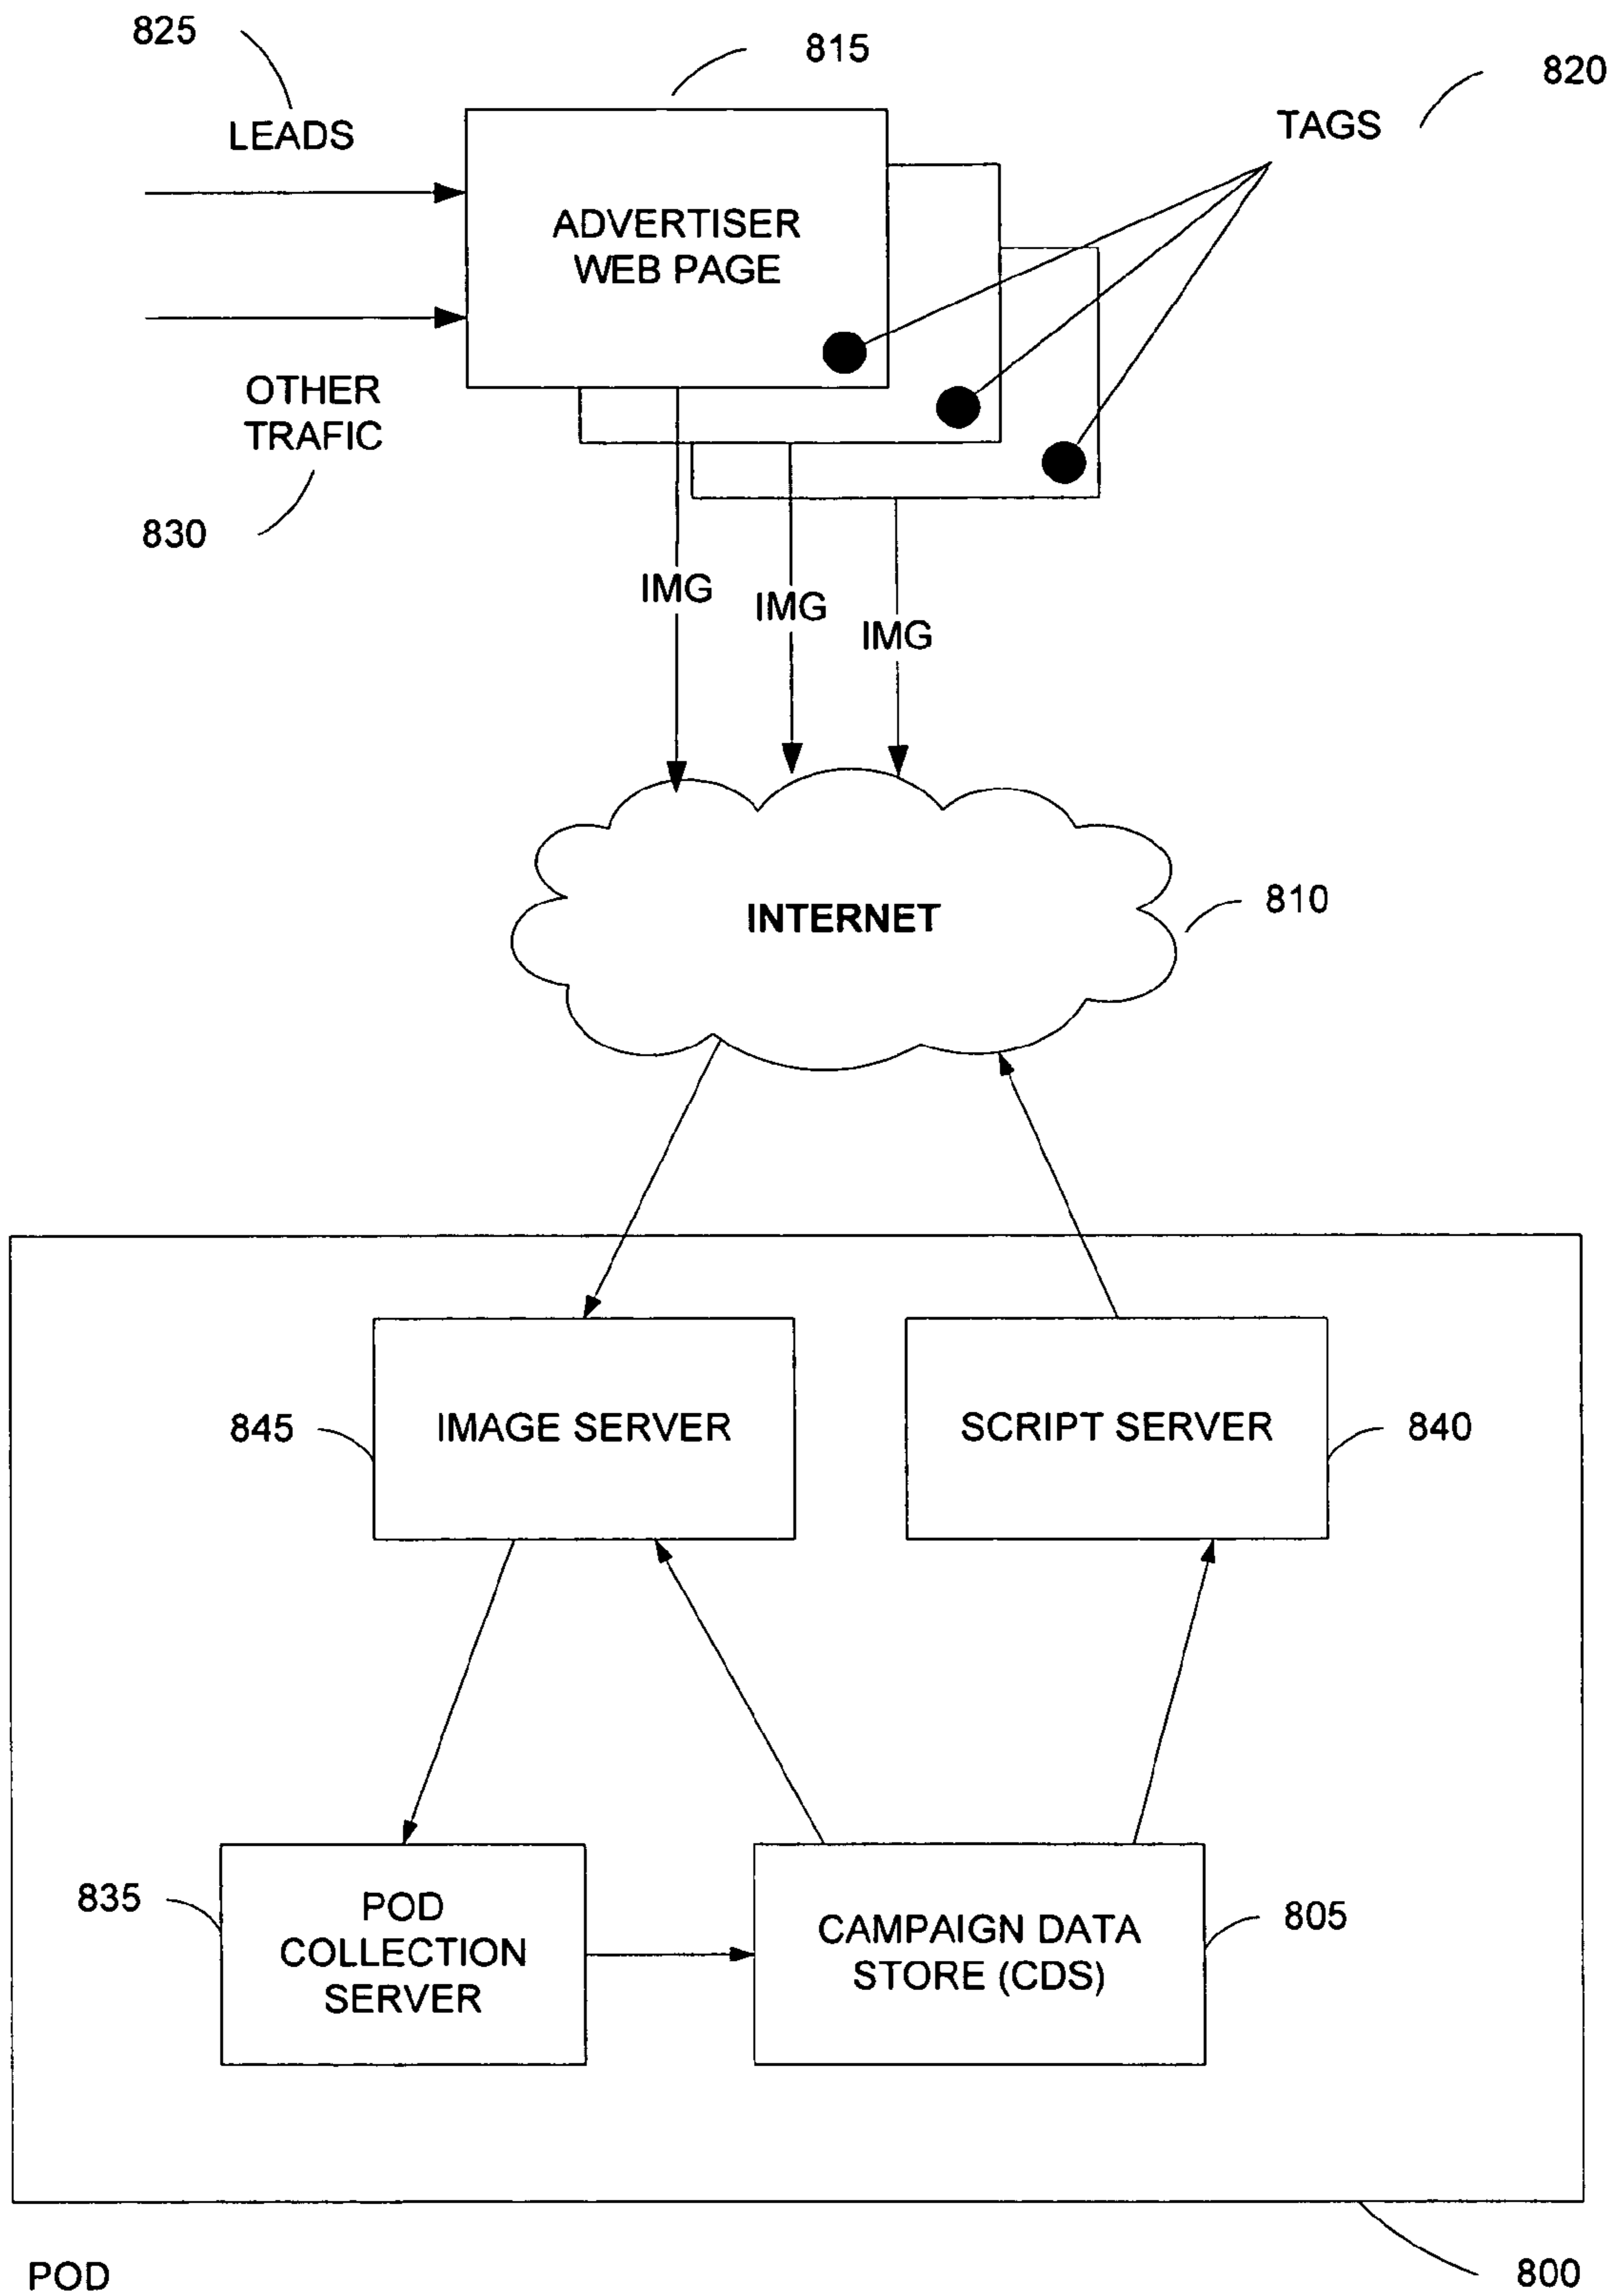 825
815
820
LEADS
TAGS
ADVERTISER
WEB PAGE
OTHER
TRAFIC
830
IMG
IMG
IMG
INTERNET
810
845
IMAGE SERVER
SCRIPT SERVER
840
835
POD
COLLECTION
SERVER
CAMPAIGN DATA
STORE (CDS)
805
POD
800